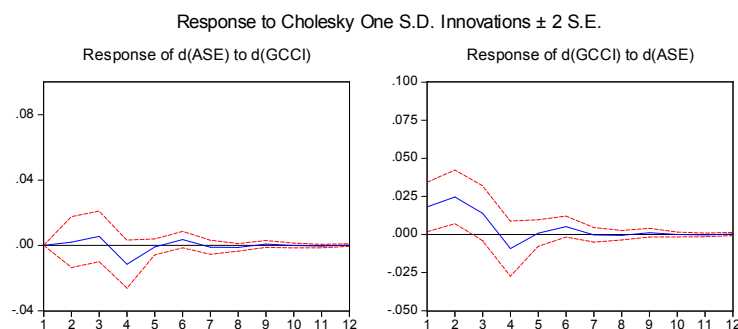 Response to Cholesky One S.D. Innovations ± 2 S.E.
Response of d(ASE) to d(GCCI)
.08
.04
.00
-.04
1 2 3 4 5 6 7 8 9 10 11 12
Response of d(GCCI) to d(ASE)
.100
.075
.050
.025
.000
-.025
-.050
1 2 3 4 5 6 7 8 9 10 11 12